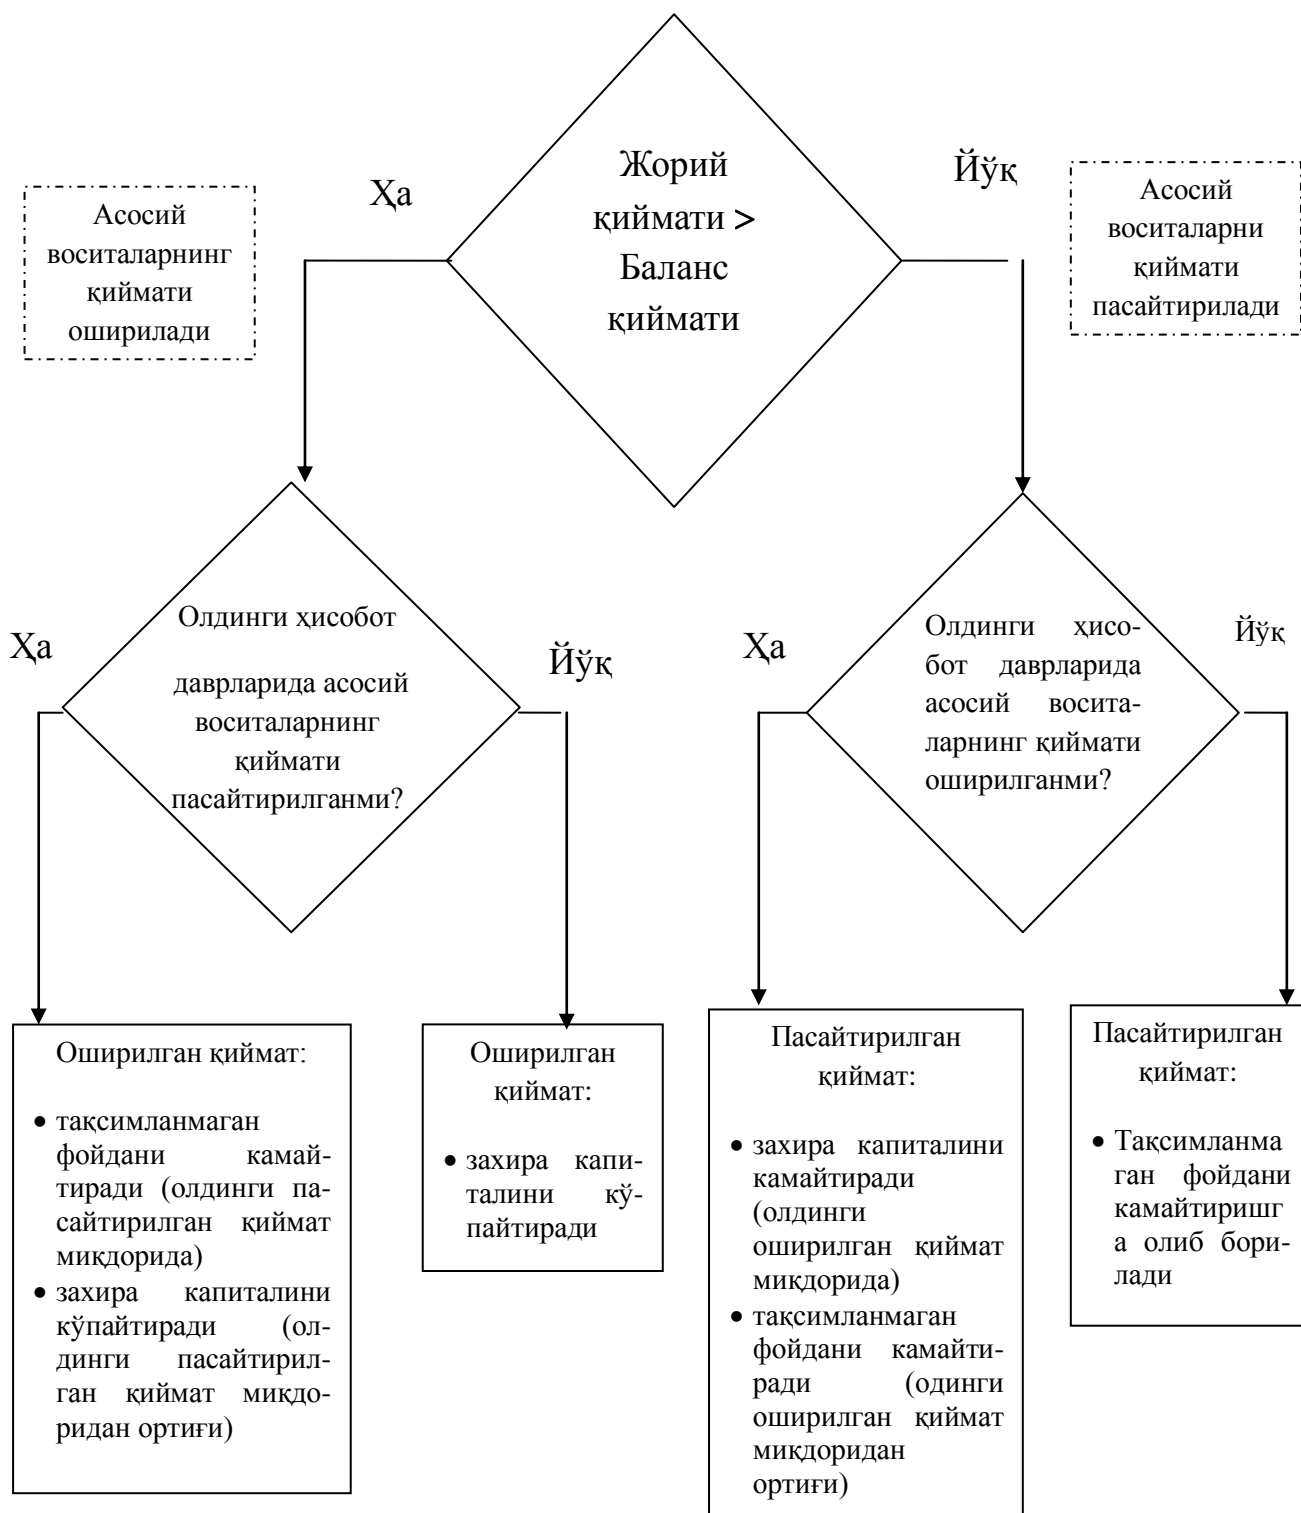 Жорий
қиймати >
Баланс
қиймати
Ҳа
Йўқ
Асосий
воситаларнинг
қиймати
оширилади
Асосий
воситаларни
қиймати
пасайтирилади
Ҳа
Олдинги ҳисобот
даврларида асосий
воситаларнинг
қиймати
пасайтирилганми?
Йўқ
Ҳа
Олдинги ҳисо-
бот даврларида
асосий восита-
ларнинг қиймати
оширилганми?
Йўқ
Оширилган қиймат:
• тақсимланмаган
фойдани камай-
тиради (олдинги па-
сайтирилган қиймат
миқдорида)
• захира капиталини
кўпайтиради (ол-
динги пасайтирил-
ган қиймат миқдо-
ридан ортиғи)
Оширилган
қиймат:
• захира капи-
талини кў-
пайтиради
Пасайтирилган
қиймат:
• захира капиталини
камайтиради
(олдинги
оширилган қиймат
миқдорида)
• тақсимланмаган
фойдани камайти-
ради (одинги
оширилган қиймат
миқдоридан
ортиғи)
Пасайтирилган
қиймат:
• Тақсимланма
ган фойдани
камайтиришг
а олиб бори-
лади